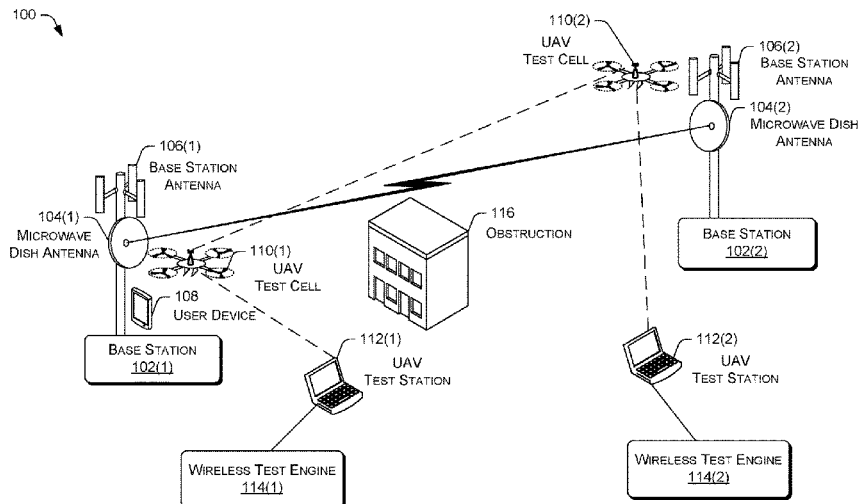 100
110(2)
UAV
TEST CELL
106(2)
BASE STATION
ANTENNA
104(2)
MICROWAVE DISH
ANTENNA
106(1)
BASE STATION
ANTENNA
104(1)
MICROWAVE
DISH ANTENNA
110(1)
UAV
TEST CELL
108
USER DEVICE
116
OBSTRUCTION
BASE STATION
102(2)
BASE STATION
102(1)
112(1)
UAV
TEST STATION
112(2)
UAV
TEST STATION
WIRELESS TEST ENGINE
114(1)
WIRELESS TEST ENGINE
114(2)